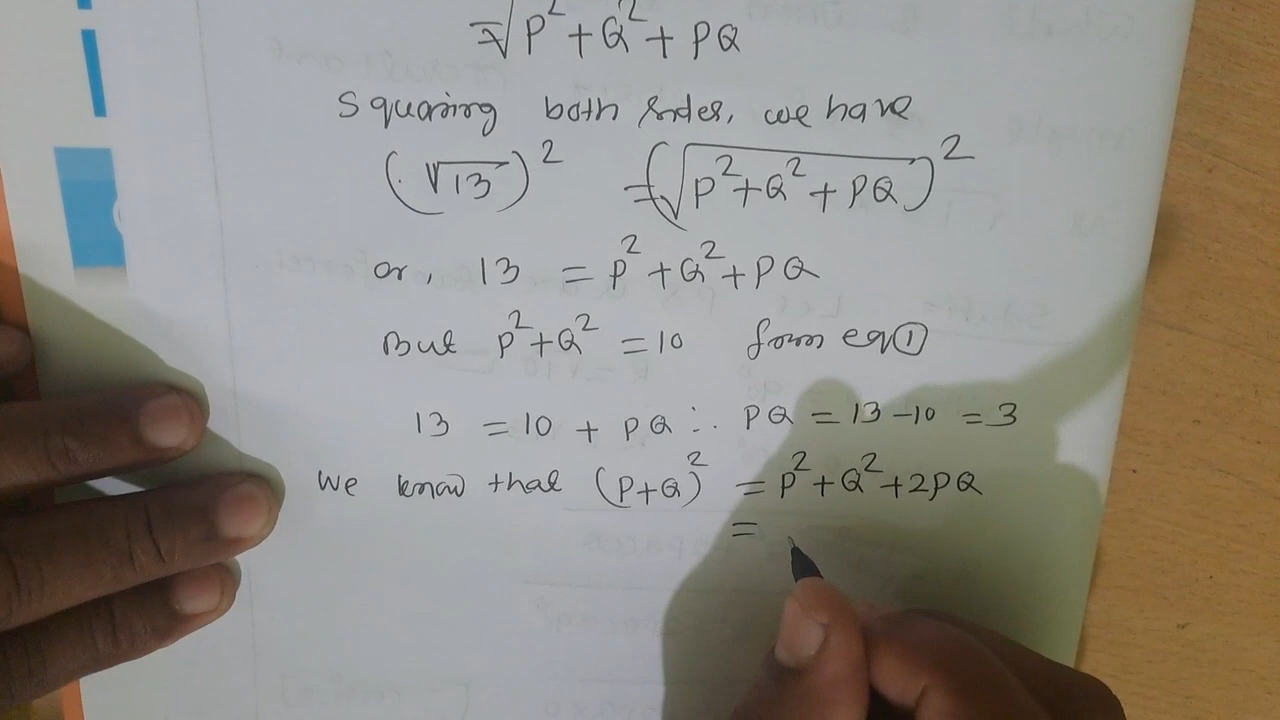 = √P² + Q² + PQ
Squaring both sides, we have
(√13)² = (√P² + Q² + PQ)²
or, 13 = P² + Q² + PQ
But P² + Q² = 10 from eq ①
13 = 10 + PQ ∴ PQ = 13 - 10 = 3
We know that (P+Q)² = P² + Q² + 2PQ
=